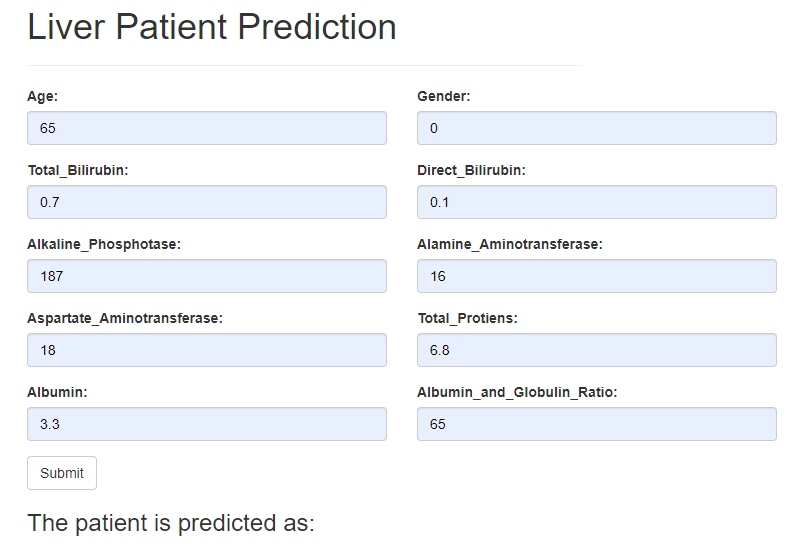 Liver Patient Prediction
Age: Gender:
65 0
Total_Bilirubin: Direct_Bilirubin:
0.7 0.1
Alkaline_Phosphotase: Alamine_Aminotransferase:
187 16
Aspartate_Aminotransferase: Total_Protiens:
18 6.8
Albumin: Albumin_and_Globulin_Ratio:
3.3 65
Submit
The patient is predicted as: